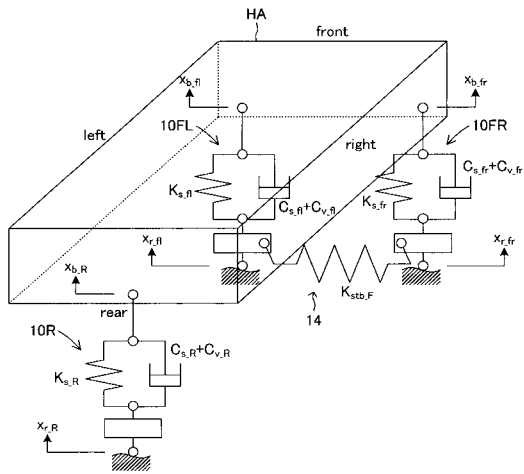 HA
front
x_b_fl
x_b_fr
10FL
10FR
left
right
K_s_fl
C_s_fl+C_v_fl
K_s_fr
C_s_fr+C_v_fr
x_r_fl
x_r_fr
x_b_R
K_stb_F
14
rear
10R
K_s_R
C_s_R+C_v_R
x_r_R